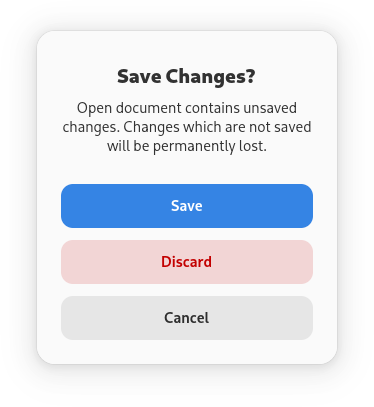 Save Changes?
Open document contains unsaved
changes. Changes which are not saved
will be permanently lost.
Save
Discard
Cancel